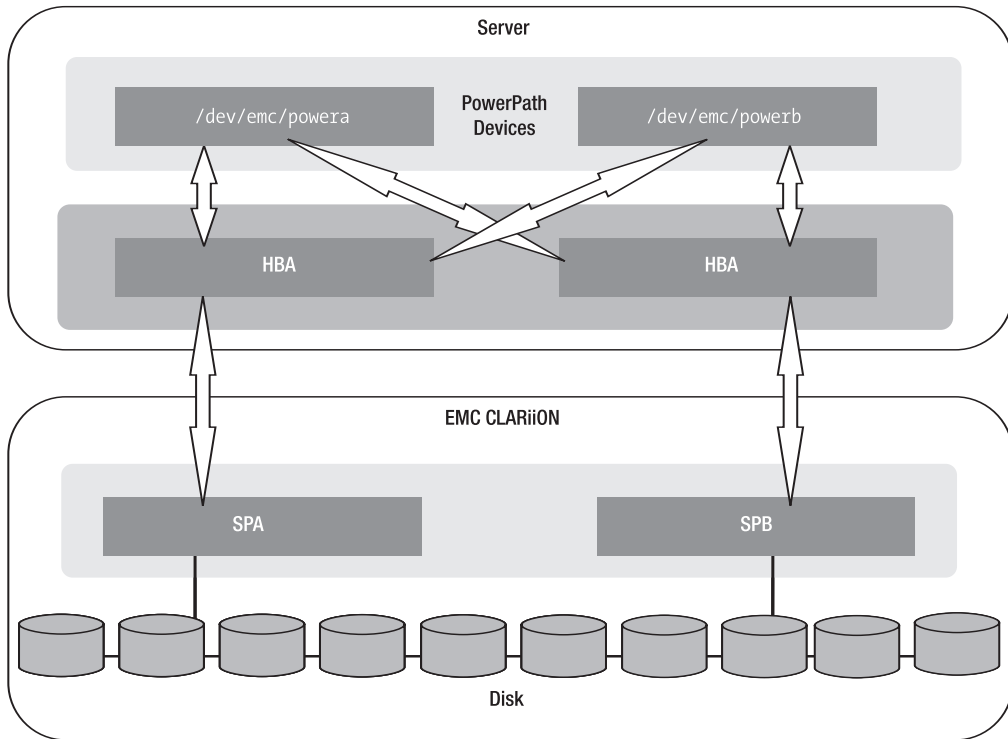 Server
/dev/emc/powera
PowerPath
Devices
/dev/emc/powerb
HBA
HBA
EMC CLARiiON
SPA
SPB
Disk